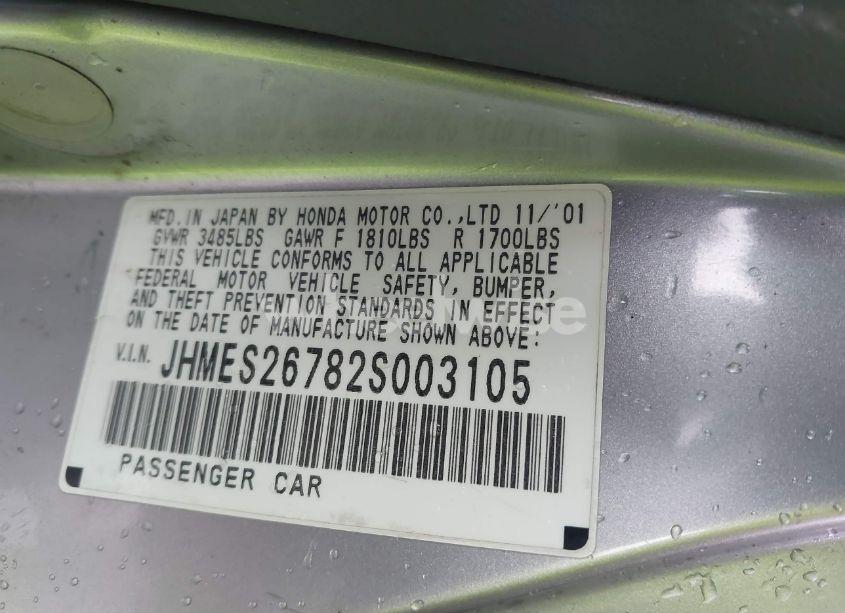 MFD. IN JAPAN BY HONDA MOTOR CO.,LTD 11/'01
GVWR 3485LBS GAWR F 1810LBS R 1700LBS
THIS VEHICLE CONFORMS TO ALL APPLICABLE
FEDERAL MOTOR VEHICLE SAFETY, BUMPER,
AND THEFT PREVENTION STANDARDS IN EFFECT
ON THE DATE OF MANUFACTURE SHOWN ABOVE:
V.I.N. JHMES26782S003105
PASSENGER CAR